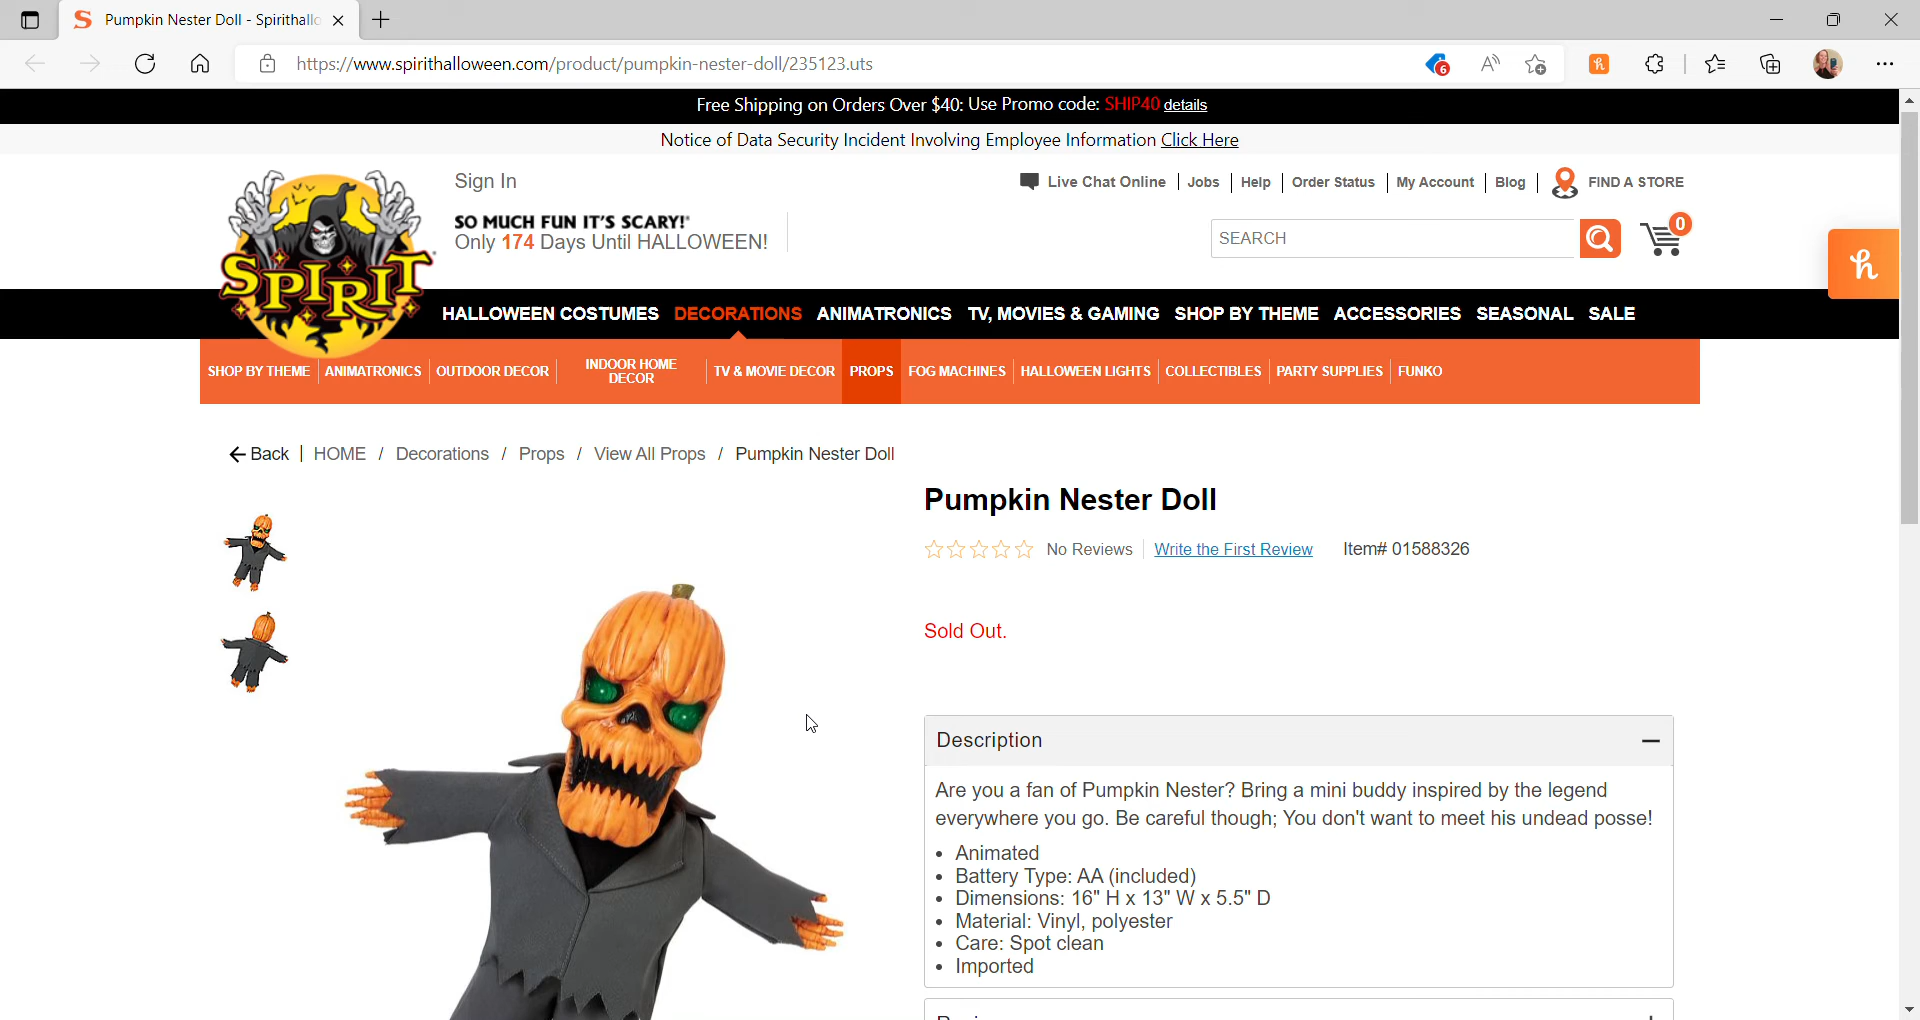 Pumpkin Nester Doll - Spirithallo
https://www.spirithalloween.com/product/pumpkin-nester-doll/235123.uts
6
Free Shipping on Orders Over $40: Use Promo code: SHIP40 details
Notice of Data Security Incident Involving Employee Information Click Here
SPIRIT
Sign In
SO MUCH FUN IT'S SCARY!
Only 174 Days Until HALLOWEEN!
Live Chat Online | Jobs | Help | Order Status | My Account | Blog | FIND A STORE
SEARCH
0
HALLOWEEN COSTUMES DECORATIONS ANIMATRONICS TV, MOVIES & GAMING SHOP BY THEME ACCESSORIES SEASONAL SALE
SHOP BY THEME ANIMATRONICS OUTDOOR DECOR INDOOR HOME DECOR TV & MOVIE DECOR PROPS FOG MACHINES HALLOWEEN LIGHTS COLLECTIBLES PARTY SUPPLIES FUNKO
Back | HOME / Decorations / Props / View All Props / Pumpkin Nester Doll
Pumpkin Nester Doll
No Reviews Write the First Review Item# 01588326
Sold Out.
Description
Are you a fan of Pumpkin Nester? Bring a mini buddy inspired by the legend
everywhere you go. Be careful though; You don't want to meet his undead posse!
• Animated
• Battery Type: AA (included)
• Dimensions: 16" H x 13" W x 5.5" D
• Material: Vinyl, polyester
• Care: Spot clean
• Imported